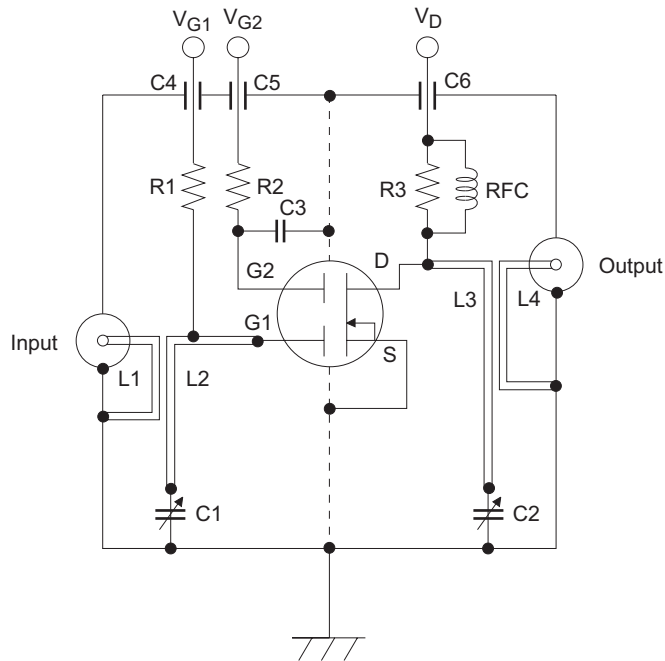 VG1
VG2
VD
C4
C5
C6
R1
R2
C3
R3
RFC
G2
D
Output
L3
L4
G1
S
Input
L1
L2
C1
C2